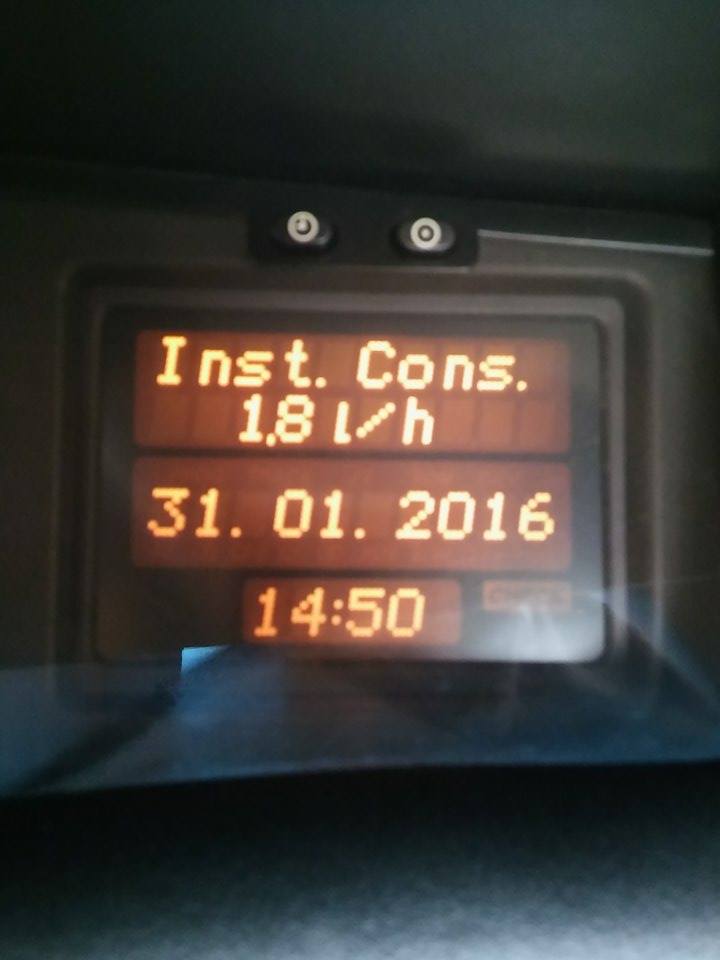 Inst. Cons.
1,8 l/h
31. 01. 2016
14:50